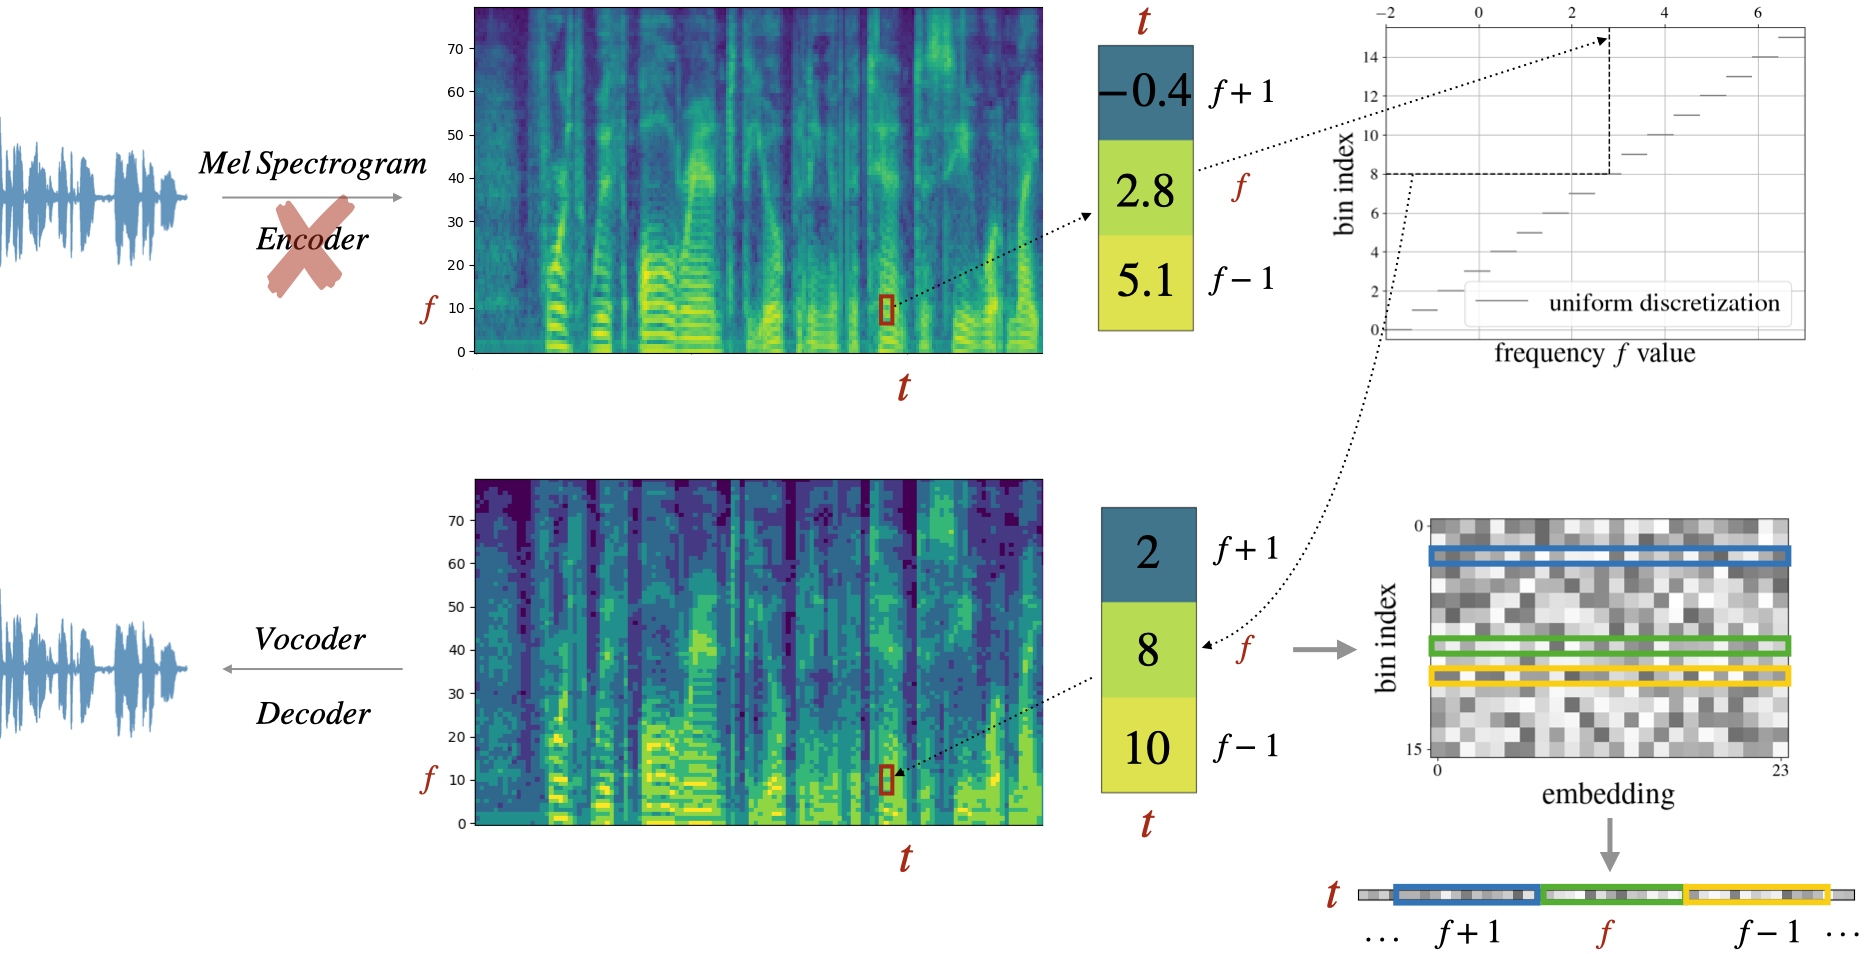 Mel Spectrogram
Encoder
70
60
50
40
30
20
10
0
f
t
t
−0.4
f + 1
2.8
f
5.1
f − 1
−2 0 2 4 6
14
12
10
8
6
4
2
0
bin index
uniform discretization
frequency f value
Vocoder
Decoder
70
60
50
40
30
20
10
0
f
t
2
f + 1
8
f
10
f − 1
t
0
15
bin index
0 23
embedding
t
... f + 1 f f − 1 ...